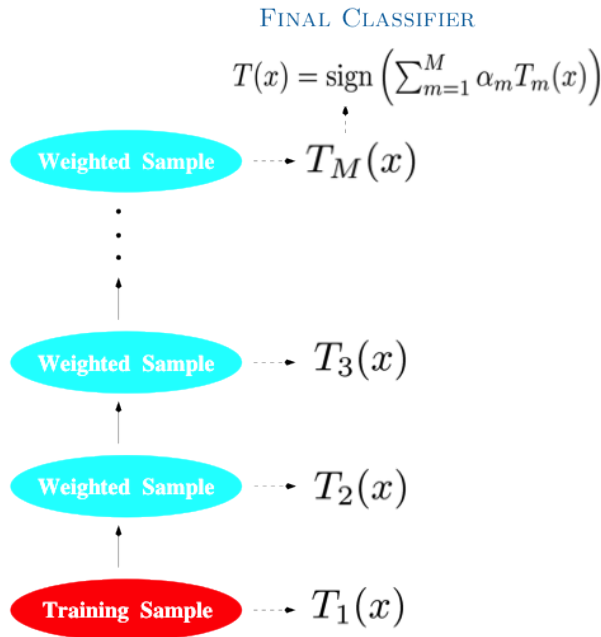 FINAL CLASSIFIER
T(x) = sign(∑_{m=1}^{M} α_m T_m(x))
Weighted Sample
T_M(x)
Weighted Sample
T_3(x)
Weighted Sample
T_2(x)
Training Sample
T_1(x)